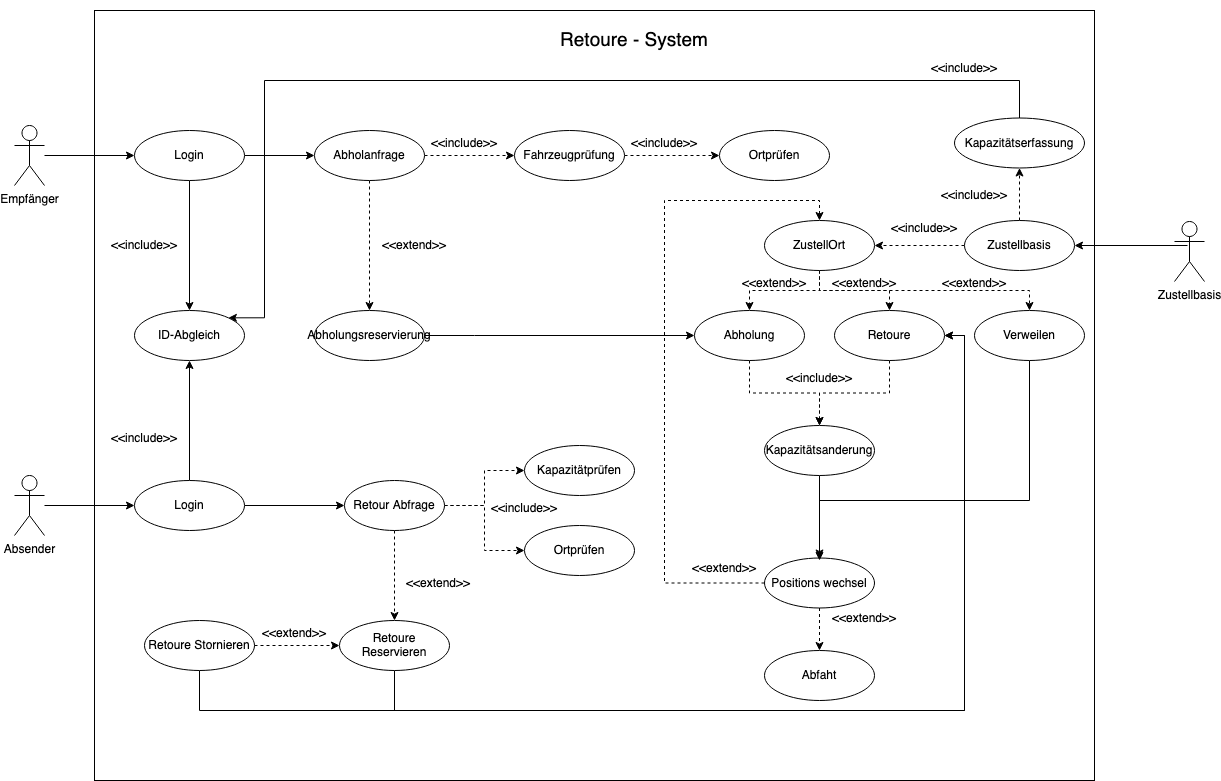 Retoure - System
<<include>>
Empfänger
Login
Abholanfrage
<<include>>
Fahrzeugprüfung
<<include>>
Ortprüfen
Kapazitätserfassung
<<include>>
<<include>>
<<extend>>
ZustellOrt
<<include>>
Zustellbasis
Zustellbasis
<<extend>>
<<extend>>
<<extend>>
ID-Abgleich
Abholungsreservierung
Abholung
Retoure
Verweilen
<<include>>
<<include>>
Kapazitätsanderung
Kapazitätprüfen
Absender
Login
Retour Abfrage
<<include>>
Ortprüfen
<<extend>>
<<extend>>
Positions wechsel
<<extend>>
Retoure Stornieren
<<extend>>
Retoure
Reservieren
Abfaht